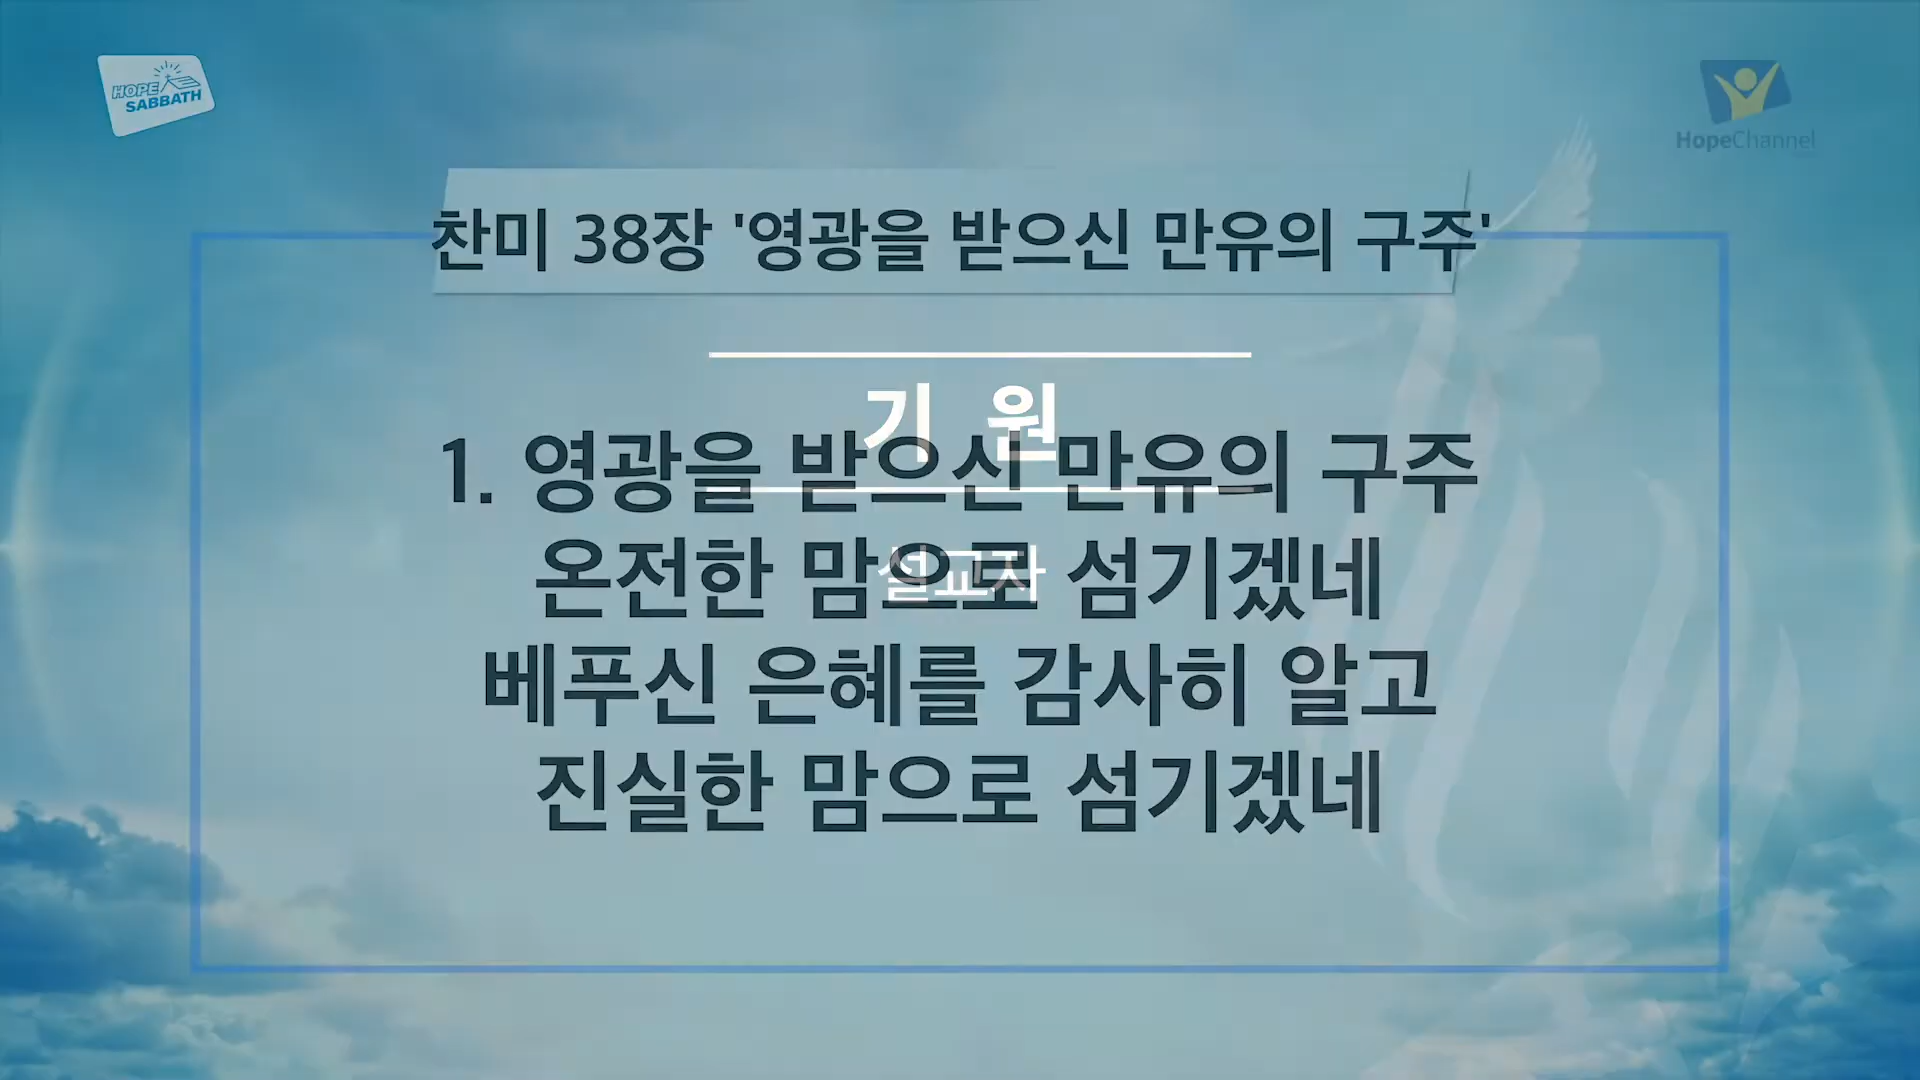 HOPE
SABBATH
HopeChannel
찬미 38장 '영광을 받으신 만유의 구주'
기 원
1. 영광을 받으신 만유의 구주
설교자
온전한 맘으로 섬기겠네
베푸신 은혜를 감사히 알고
진실한 맘으로 섬기겠네